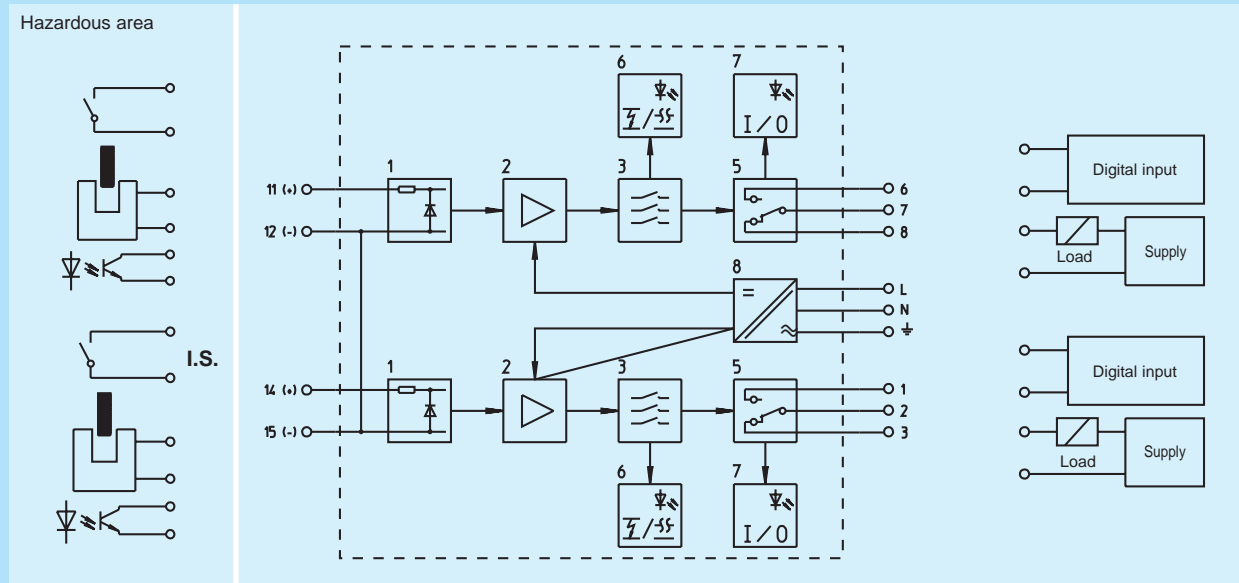 Hazardous area
I.S.
6
7
1
2
3
5
I/0
11 (+)
12 (-)
6
7
8
8
L
N
1
2
3
5
14 (+)
15 (-)
1
2
3
6
7
I/0
Digital input
Load
Supply
Digital input
Load
Supply